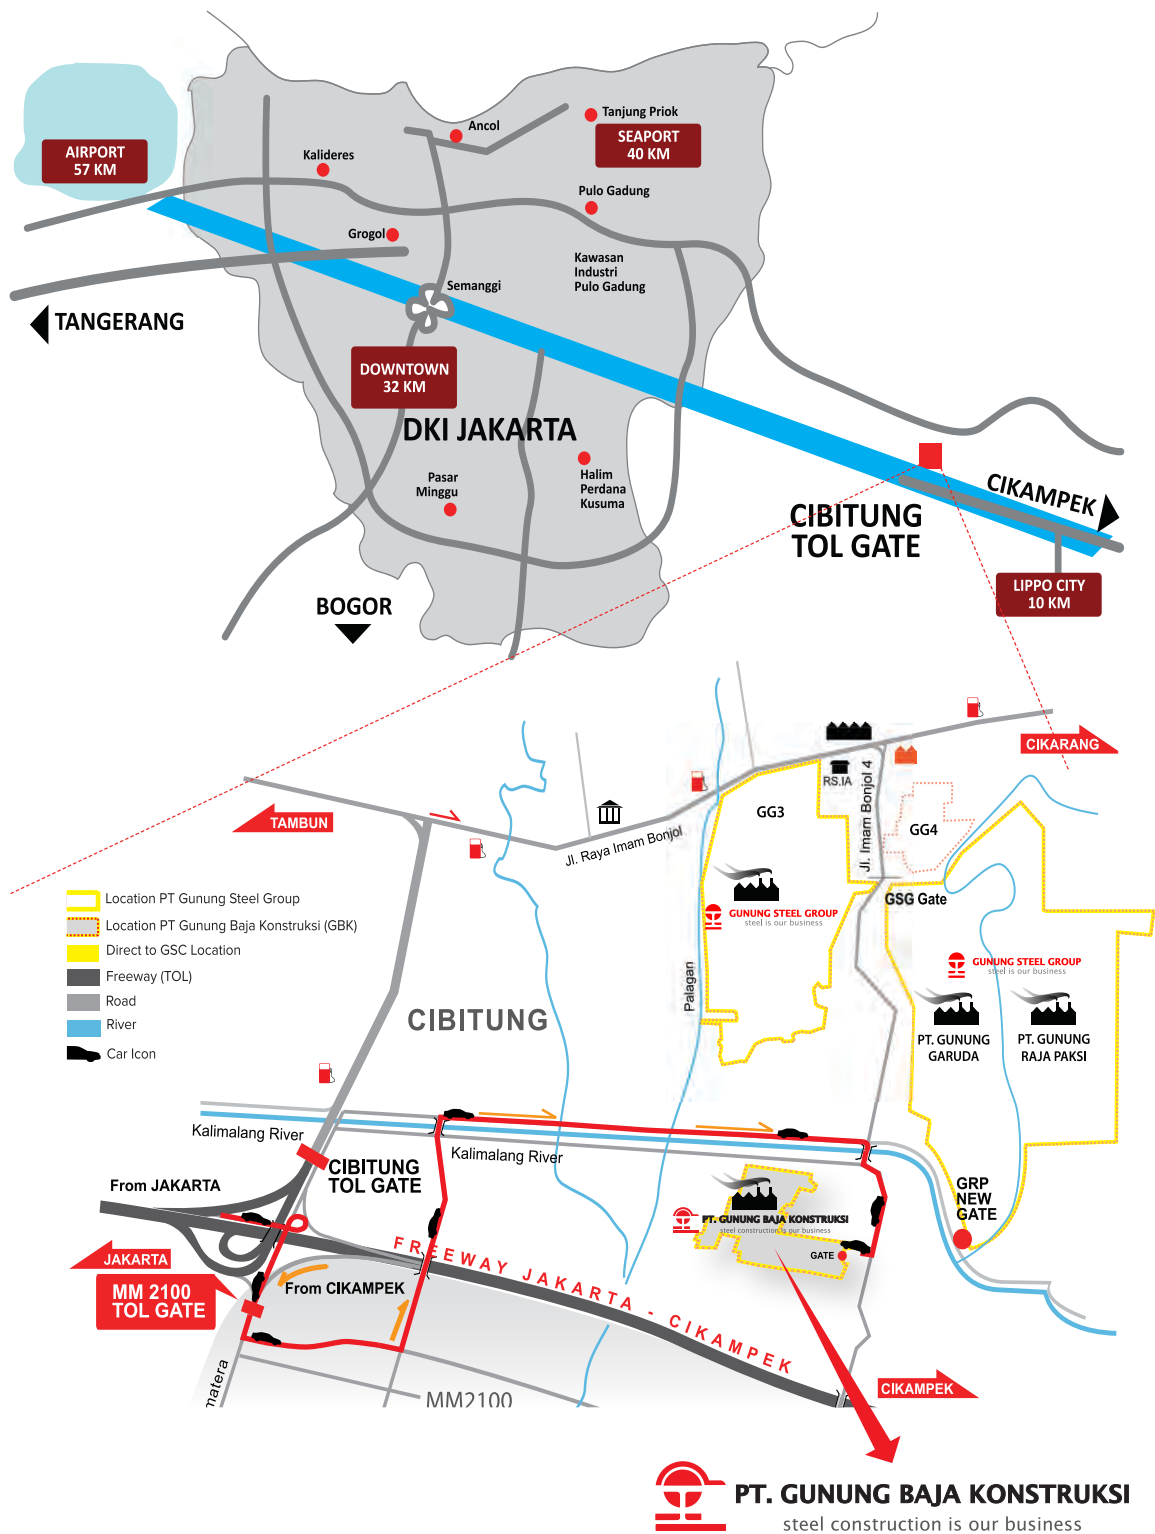 Tanjung Priok
Ancol
SEAPORT
40 KM
AIRPORT
57 KM
Kalideres
Pulo Gadung
Grogol
Kawasan
Industri
Pulo Gadung
Semanggi
TANGERANG
DOWNTOWN
32 KM
DKI JAKARTA
Pasar
Minggu
Halim
Perdana
Kusuma
CIKAMPEK
CIBITUNG
TOL GATE
LIPPO CITY
10 KM
BOGOR
CIKARANG
RS.IA
Jl. Imam Bonjol 4
GG3
GG4
TAMBUN
Jl. Raya Imam Bonjol
Location PT Gunung Steel Group
Location PT Gunung Baja Konstruksi (GBK)
Direct to GSC Location
Freeway (TOL)
Road
River
Car Icon
GSG Gate
GUNUNG STEEL GROUP
steel is our business
GUNUNG STEEL GROUP
steel is our business
Palagan
CIBITUNG
PT. GUNUNG
GARUDA
PT. GUNUNG
RAJA PAKSI
Kalimalang River
Kalimalang River
CIBITUNG
TOL GATE
From JAKARTA
GRP
NEW
GATE
PT. GUNUNG BAJA KONSTRUKSI
steel construction is our business
GATE
JAKARTA
MM 2100
TOL GATE
From CIKAMPEK
FREEWAY JAKARTA - CIKAMPEK
CIKAMPEK
matera
MM2100
PT. GUNUNG BAJA KONSTRUKSI
steel construction is our business